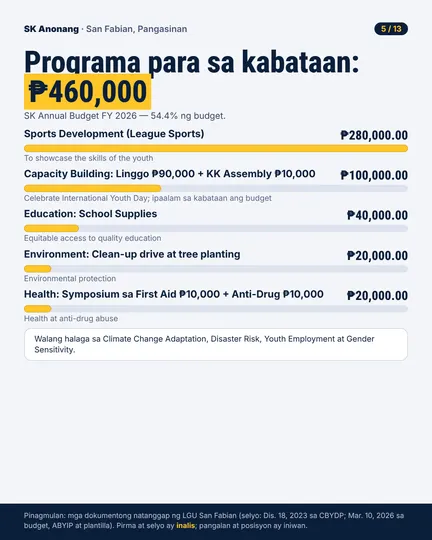 SK Anonang · San Fabian, Pangasinan
5 / 13
Programa para sa kabataan:
₱460,000
SK Annual Budget FY 2026 — 54.4% ng budget.
Sports Development (League Sports)
₱280,000.00
To showcase the skills of the youth
Capacity Building: Linggo ₱90,000 + KK Assembly ₱10,000
₱100,000.00
Celebrate International Youth Day; ipaalam sa kabataan ang budget
Education: School Supplies
₱40,000.00
Equitable access to quality education
Environment: Clean-up drive at tree planting
₱20,000.00
Environmental protection
Health: Symposium sa First Aid ₱10,000 + Anti-Drug ₱10,000
₱20,000.00
Health at anti-drug abuse
Walang halaga sa Climate Change Adaptation, Disaster Risk, Youth Employment at Gender
Sensitivity.
Pinagmulan: mga dokumentong natanggap ng LGU San Fabian (selyo: Dis. 18, 2023 sa CBYDP; Mar. 10, 2026 sa
budget, ABYIP at plantilla). Pirma at selyo ay inalis; pangalan at posisyon ay iniwan.